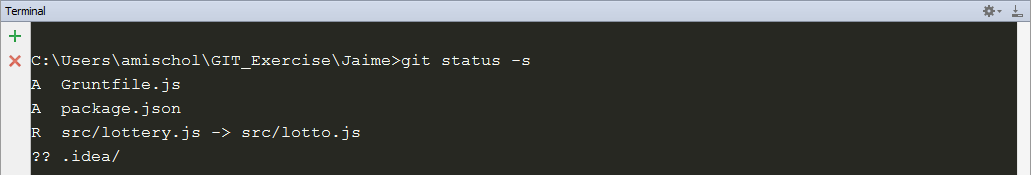 Terminal
C:\Users\amischol\GIT_Exercise\Jaime>git status -s
A  Gruntfile.js
A  package.json
R  src/lottery.js -> src/lotto.js
?? .idea/